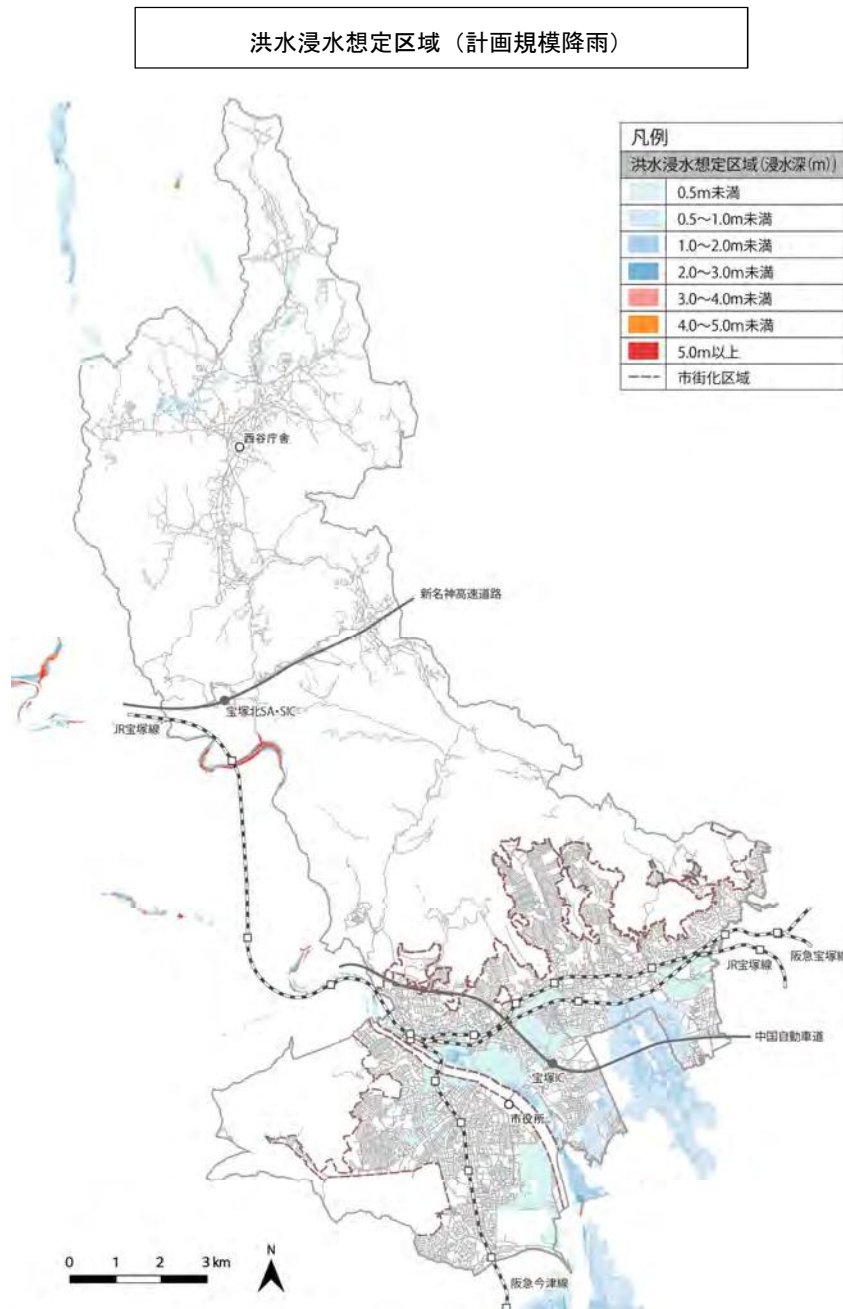 洪水浸水想定区域（計画規模降雨）
凡例
洪水浸水想定区域（浸水深（m））
0.5m未満
0.5～1.0m未満
1.0～2.0m未満
2.0～3.0m未満
3.0～4.0m未満
4.0～5.0m未満
5.0m以上
市街化区域
西谷庁舎
新名神高速道路
宝塚北SA・SIC
JR宝塚線
阪急宝塚線
JR宝塚線
中国自動車道
宝塚IC
市役所
阪急今津線
0 1 2 3 km
N